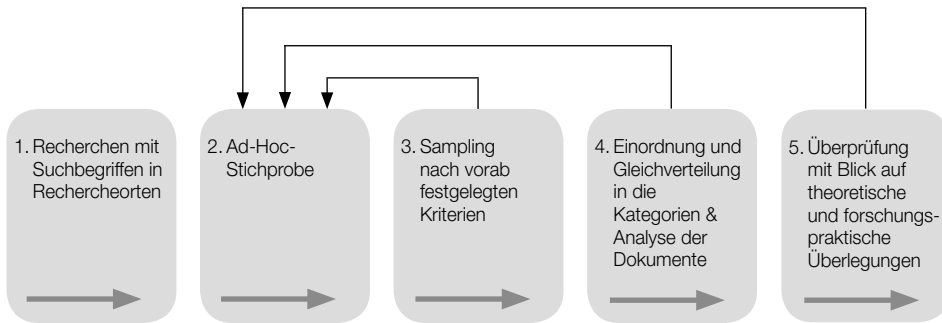 1. Recherchen mit
Suchbegriffen in
Rechercheorten
2. Ad-Hoc-
Stichprobe
3. Sampling
nach vorab
festgelegten
Kriterien
4. Einordnung und
Gleichverteilung
in die
Kategorien &
Analyse der
Dokumente
5. Überprüfung
mit Blick auf
theoretische
und forschungs-
praktische
Überlegungen